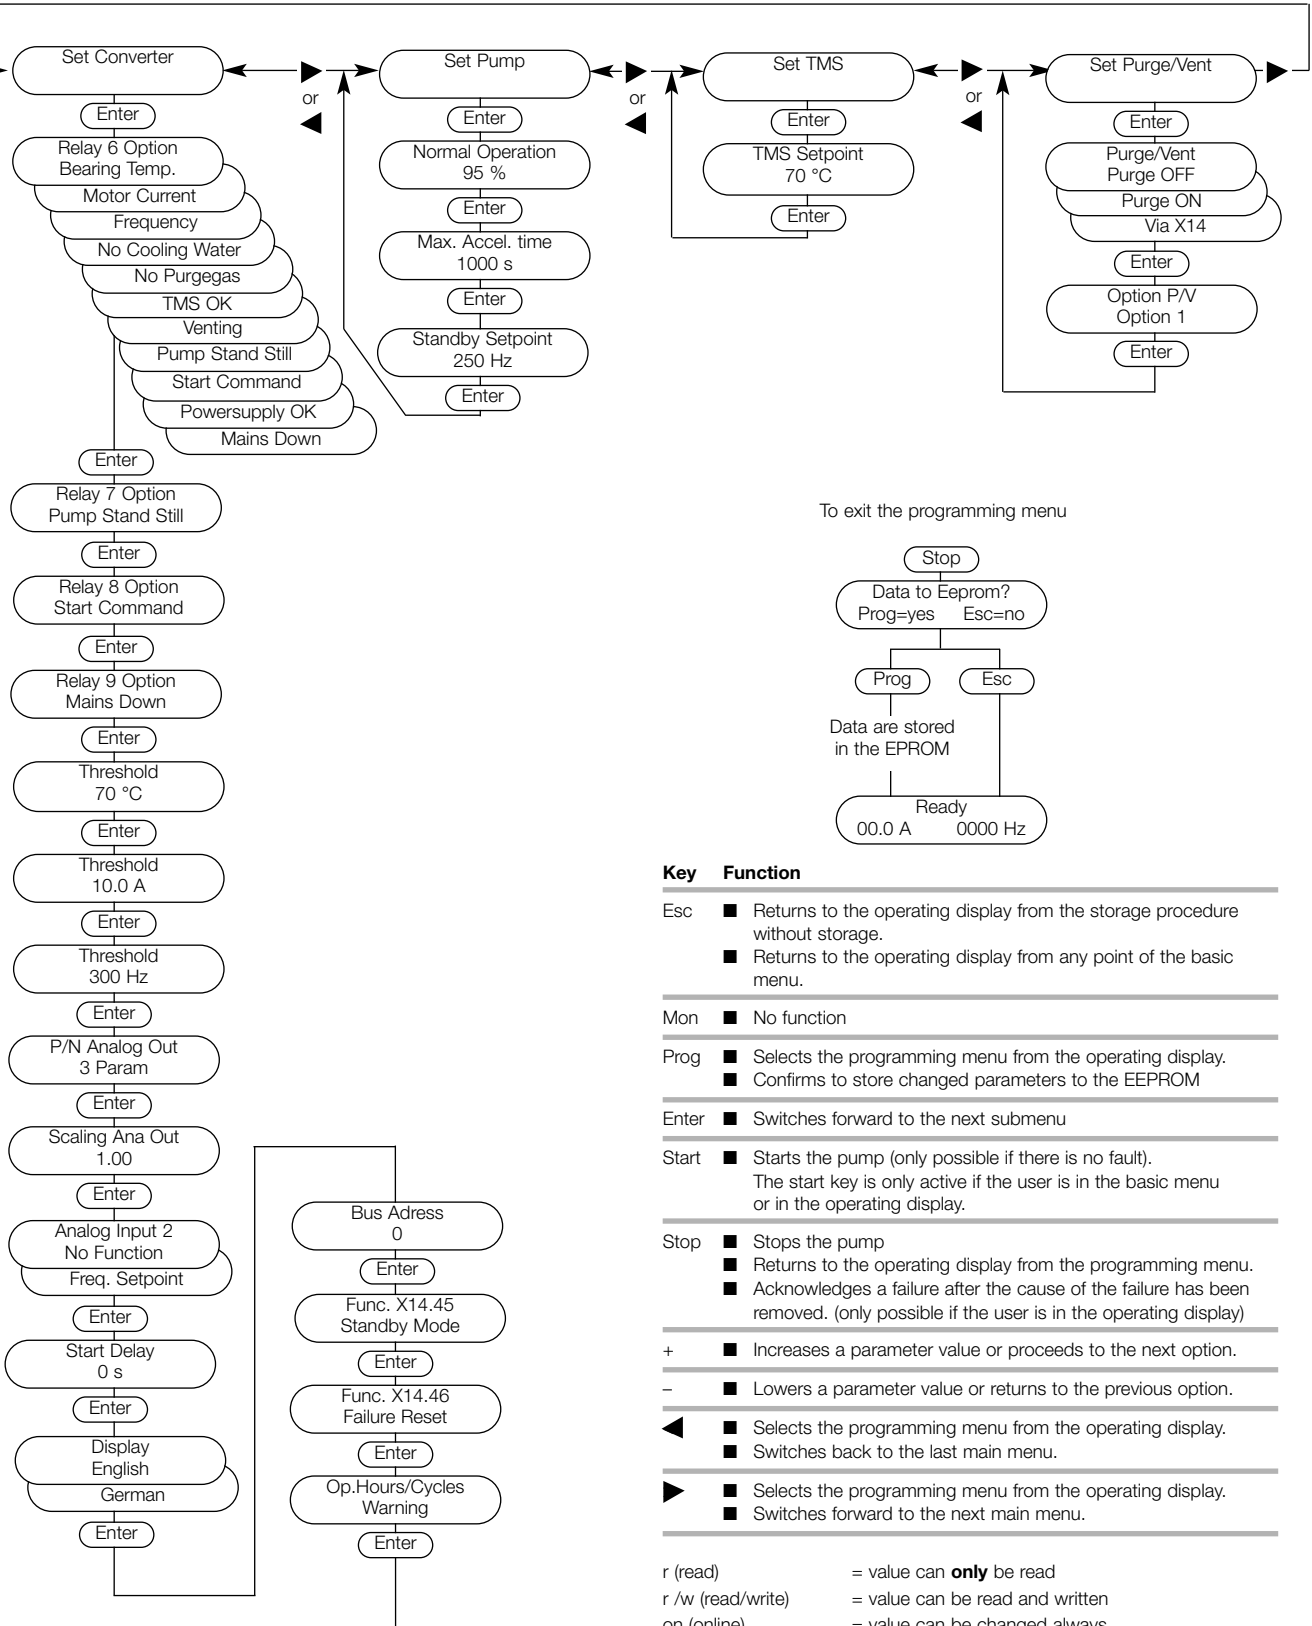 Set Converter
Enter
Relay 6 Option
Bearing Temp.
Motor Current
Frequency
No Cooling Water
No Purgegas
TMS OK
Venting
Pump Stand Still
Start Command
Powersupply OK
Mains Down
Enter
Relay 7 Option
Pump Stand Still
Enter
Relay 8 Option
Start Command
Enter
Relay 9 Option
Mains Down
Enter
Threshold
70 °C
Enter
Threshold
10.0 A
Enter
Threshold
300 Hz
Enter
P/N Analog Out
3 Param
Enter
Scaling Ana Out
1.00
Enter
Analog Input 2
No Function
Freq. Setpoint
Enter
Start Delay
0 s
Enter
Display
English
German
Enter
Bus Adress
0
Enter
Func. X14.45
Standby Mode
Enter
Func. X14.46
Failure Reset
Enter
Op.Hours/Cycles
Warning
Enter
or
Set Pump
Enter
Normal Operation
95 %
Enter
Max. Accel. time
1000 s
Enter
Standby Setpoint
250 Hz
Enter
or
Set TMS
Enter
TMS Setpoint
70 °C
Enter
or
Set Purge/Vent
Enter
Purge/Vent
Purge OFF
Purge ON
Via X14
Enter
Option P/V
Option 1
Enter
To exit the programming menu
Stop
Data to Eeprom?
Prog=yes Esc=no
Prog Esc
Data are stored
in the EPROM
Ready
00.0 A 0000 Hz
Key Function
Esc ■ Returns to the operating display from the storage procedure
without storage.
■ Returns to the operating display from any point of the basic
menu.
Mon ■ No function
Prog ■ Selects the programming menu from the operating display.
■ Confirms to store changed parameters to the EEPROM
Enter ■ Switches forward to the next submenu
Start ■ Starts the pump (only possible if there is no fault).
The start key is only active if the user is in the basic menu
or in the operating display.
Stop ■ Stops the pump
■ Returns to the operating display from the programming menu.
■ Acknowledges a failure after the cause of the failure has been
removed. (only possible if the user is in the operating display)
+ ■ Increases a parameter value or proceeds to the next option.
– ■ Lowers a parameter value or returns to the previous option.
◀ ■ Selects the programming menu from the operating display.
■ Switches back to the last main menu.
▶ ■ Selects the programming menu from the operating display.
■ Switches forward to the next main menu.
r (read) = value can only be read
r /w (read/write) = value can be read and written
on (online) = value can be changed always